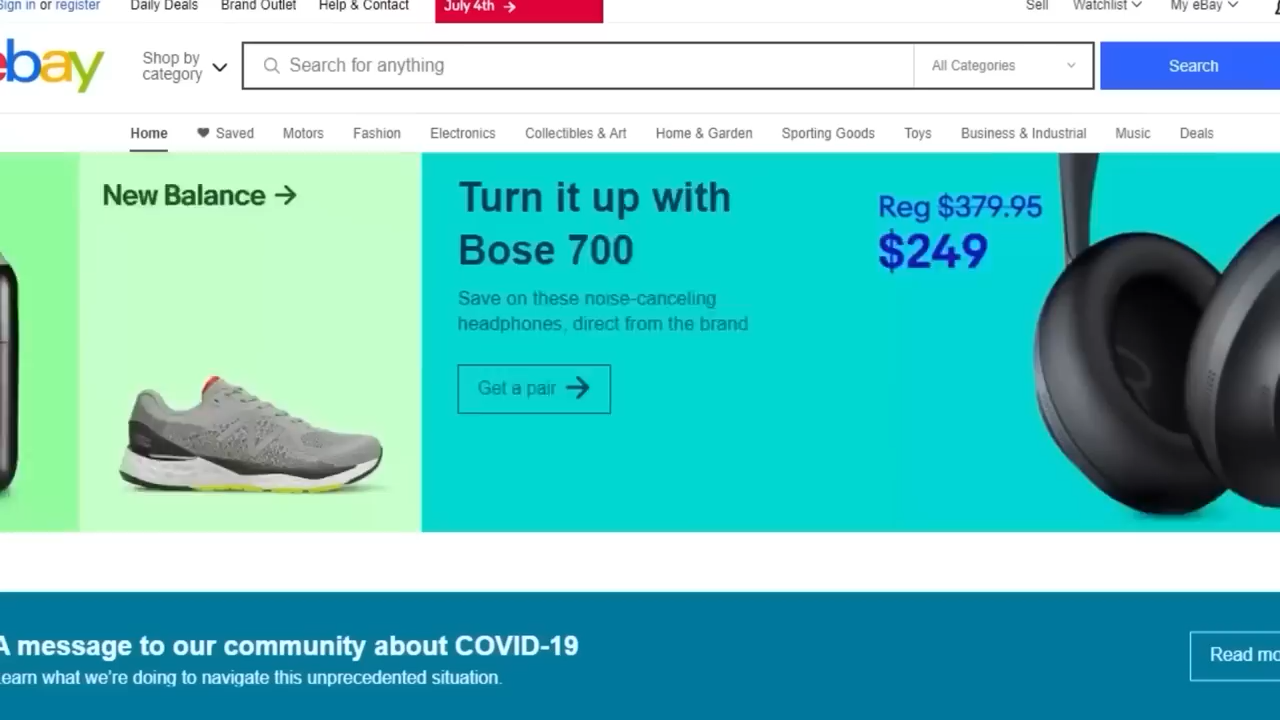 Sign in or register Daily Deals Brand Outlet Help & Contact July 4th → Sell Watchlist My eBay
ebay
Shop by
category
Search for anything All Categories Search
Home Saved Motors Fashion Electronics Collectibles & Art Home & Garden Sporting Goods Toys Business & Industrial Music Deals
New Balance →
Turn it up with
Bose 700
Save on these noise-canceling
headphones, direct from the brand
Get a pair →
Reg $379.95
$249
A message to our community about COVID-19
Learn what we're doing to navigate this unprecedented situation.
Read mo